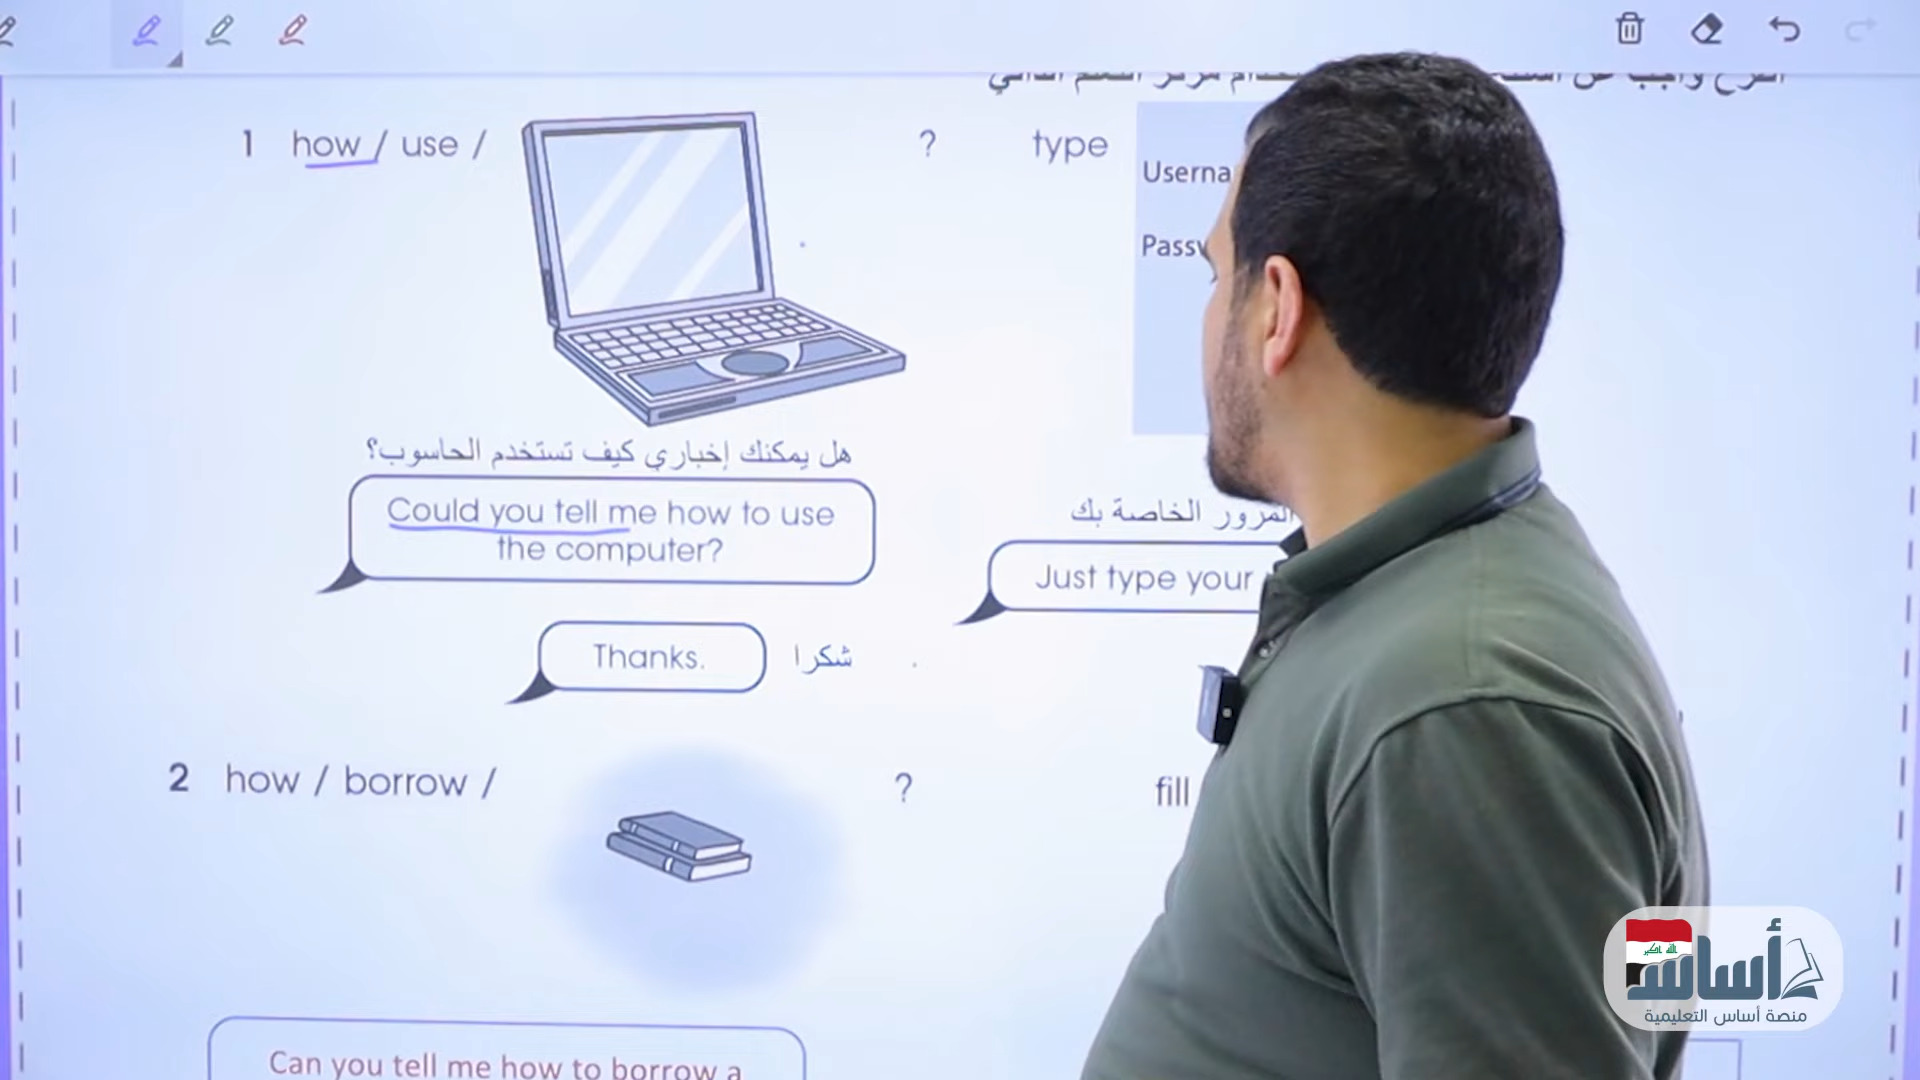 1 how / use / ? type
Userna
Passw
هل يمكنك إخباري كيف تستخدم الحاسوب؟
Could you tell me how to use
the computer?
المرور الخاصة بك
Just type your
Thanks. شكرا
2 how / borrow / ? fill
Can you tell me how to borrow a
أساس
منصة أساس التعليمية